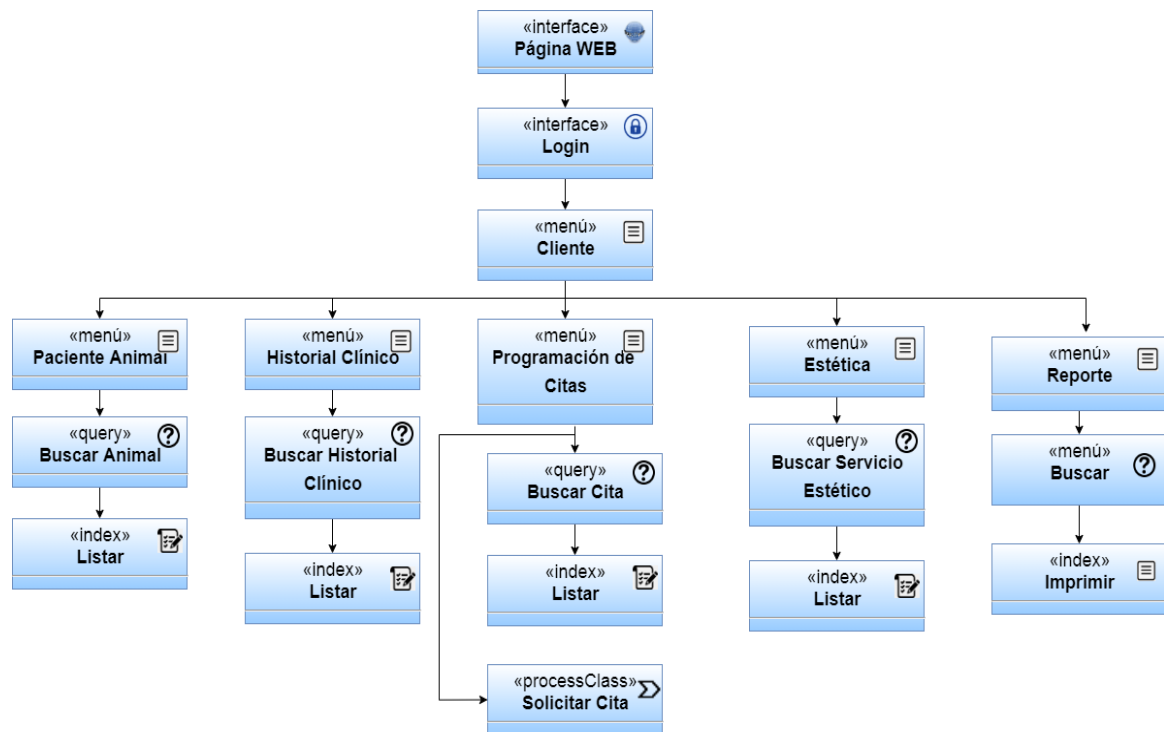 «interface»
Página WEB
«interface»
Login
«menú»
Cliente
«menú»
Paciente Animal
«menú»
Historial Clínico
«menú»
Programación de
Citas
«menú»
Estética
«menú»
Reporte
«query»
Buscar Animal
«query»
Buscar Historial
Clínico
«query»
Buscar Cita
«query»
Buscar Servicio
Estético
«menú»
Buscar
«index»
Listar
«index»
Listar
«index»
Listar
«index»
Listar
«index»
Imprimir
«processClass»
Solicitar Cita